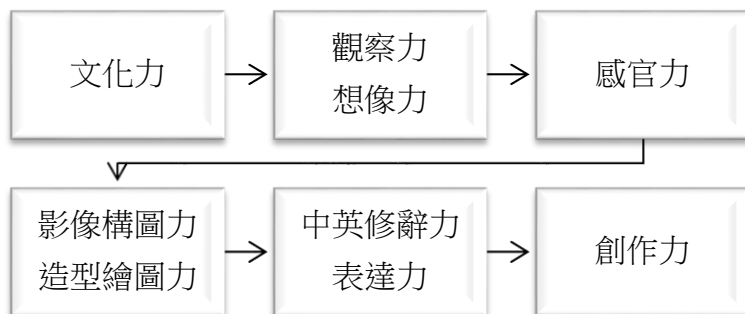 文化力
觀察力
想像力
感官力
影像構圖力
造型繪圖力
中英修辭力
表達力
創作力